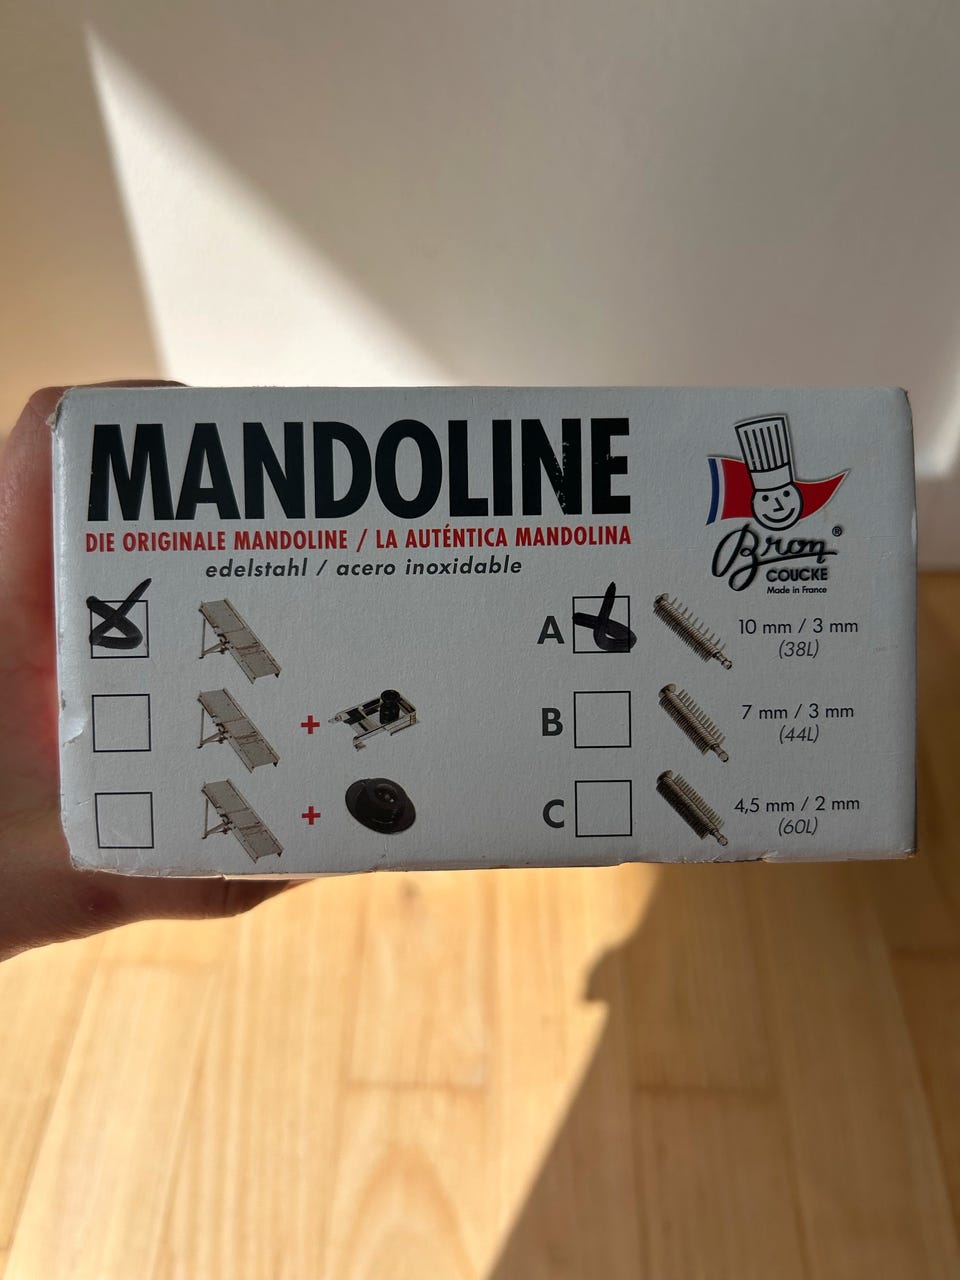 MANDOLINE
DIE ORIGINALE MANDOLINE / LA AUTÉNTICA MANDOLINA
edelstahl / acero inoxidable
Bron®
COUCKE
Made in France
A 10 mm / 3 mm
(38L)
+ B 7 mm / 3 mm
(44L)
+ C 4,5 mm / 2 mm
(60L)